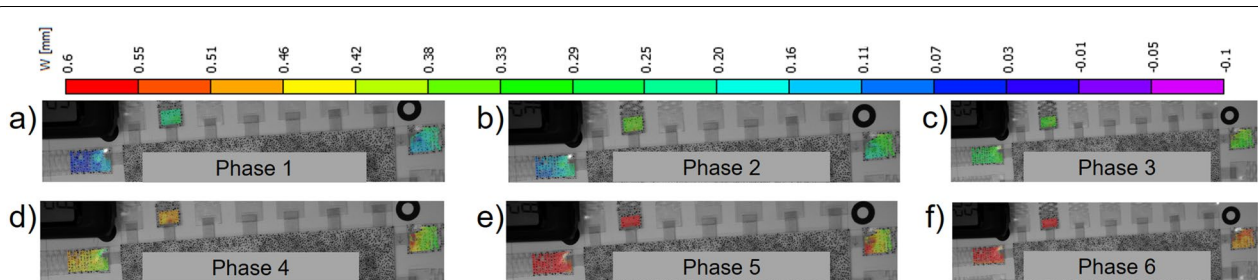 W [mm]
0.6 0.55 0.51 0.46 0.42 0.38 0.33 0.29 0.25 0.20 0.16 0.11 0.07 0.03 -0.01 -0.05 -0.1
a) b) c)
Phase 1 Phase 2 Phase 3
d) e) f)
Phase 4 Phase 5 Phase 6